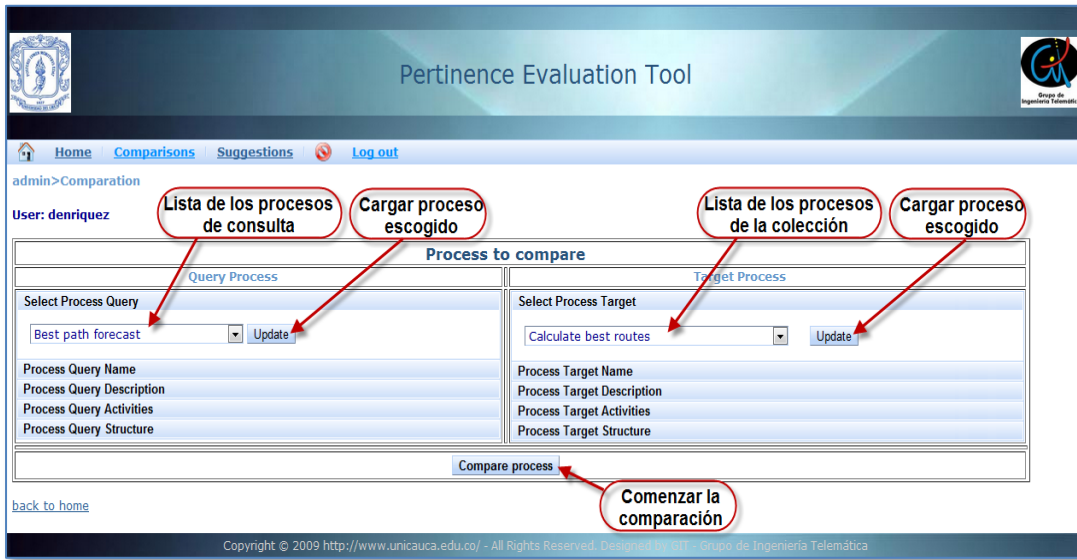 Pertinence Evaluation Tool
Grupo de
Ingeniería Telemática
Home Comparisons Suggestions Log out
admin>Comparation
User: denriquez
Lista de los procesos
de consulta
Cargar proceso
escogido
Lista de los procesos
de la colección
Cargar proceso
escogido
Process to compare
Query Process
Target Process
Select Process Query
Select Process Target
Best path forecast
Update
Calculate best routes
Update
Process Query Name
Process Query Description
Process Query Activities
Process Query Structure
Process Target Name
Process Target Description
Process Target Activities
Process Target Structure
Compare process
Comenzar la
comparación
back to home
Copyright © 2009 http://www.unicauca.edu.co/ - All Rights Reserved. Designed by GIT - Grupo de Ingeniería Telemática